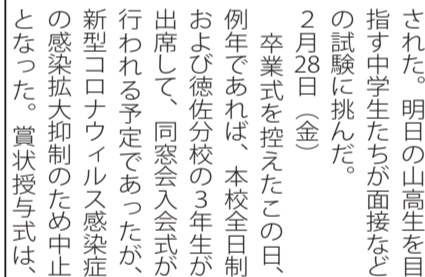 された。明日の山高生を目
指す中学生たちが面接など
の試験に挑んだ。
２月28日（金）
　卒業式を控えたこの日、
例年であれば、本校全日制
および徳佐分校の３年生が
出席して、同窓会入会式が
行われる予定であったが、
新型コロナウィルス感染症
の感染拡大抑制のため中止
となった。賞状授与式は、